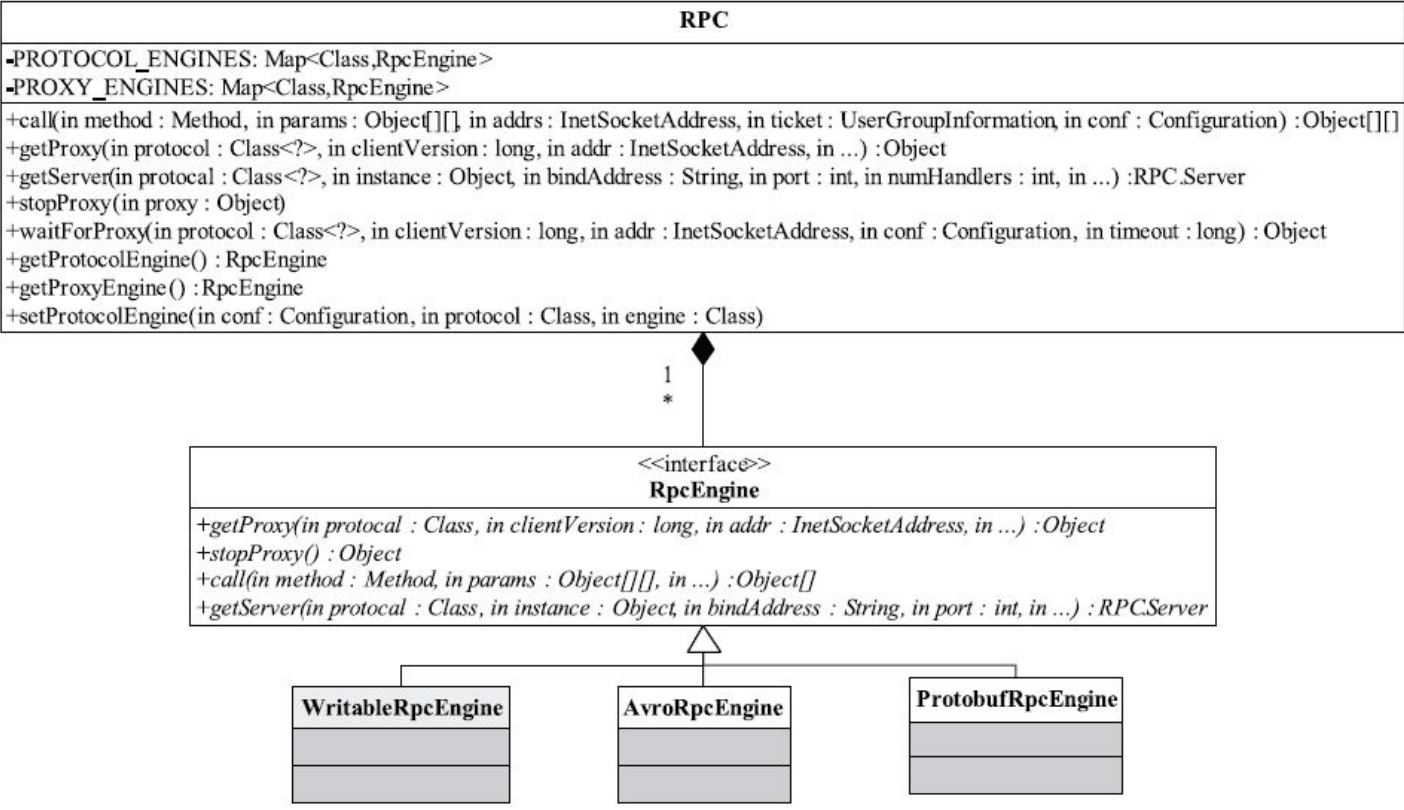 RPC
-PROTOCOL_ENGINES: Map<Class,RpcEngine>
-PROXY_ENGINES: Map<Class,RpcEngine>
+call(in method : Method, in params : Object[][], in addrs : InetSocketAddress, in ticket : UserGroupInformation, in conf : Configuration) : Object[][]
+getProxy(in protocol : Class<?>, in clientVersion : long, in addr : InetSocketAddress, in ...) : Object
+getServer(in protocal : Class<?>, in instance : Object, in bindAddress : String, in port : int, in numHandlers : int, in ...) : RPC.Server
+stopProxy(in proxy : Object)
+waitForProxy(in protocol : Class<?>, in clientVersion : long, in addr : InetSocketAddress, in conf : Configuration, in timeout : long) : Object
+getProtocolEngine() : RpcEngine
+getProxyEngine() : RpcEngine
+setProtocolEngine(in conf : Configuration, in protocol : Class, in engine : Class)
1
*
<<interface>>
RpcEngine
+getProxy(in protocal : Class, in clientVersion : long, in addr : InetSocketAddress, in ...) : Object
+stopProxy() : Object
+call(in method : Method, in params : Object[][], in ...) : Object[]
+getServer(in protocal : Class, in instance : Object, in bindAddress : String, in port : int, in ...) : RPC.Server
WritableRpcEngine
AvroRpcEngine
ProtobufRpcEngine